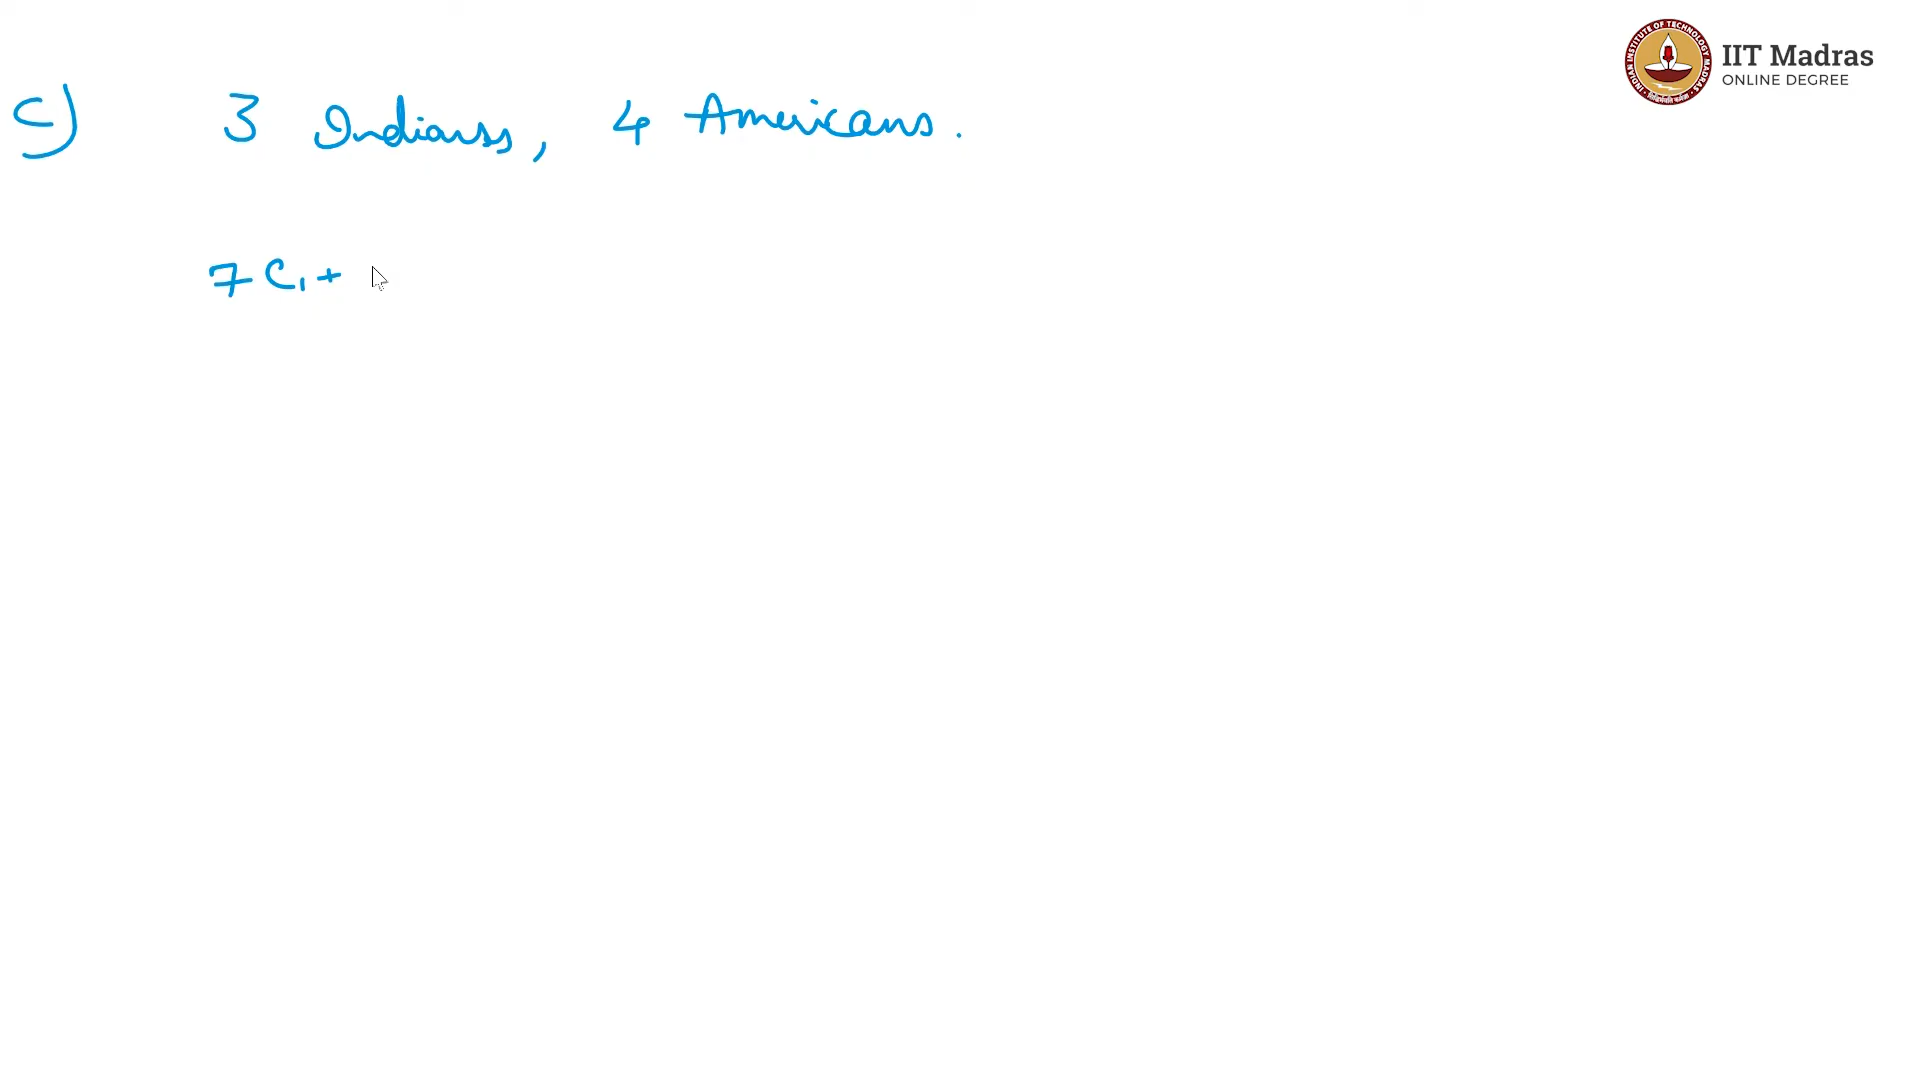 IIT Madras
ONLINE DEGREE
c) 3 Indians, 4 Americans.
7C₁ +